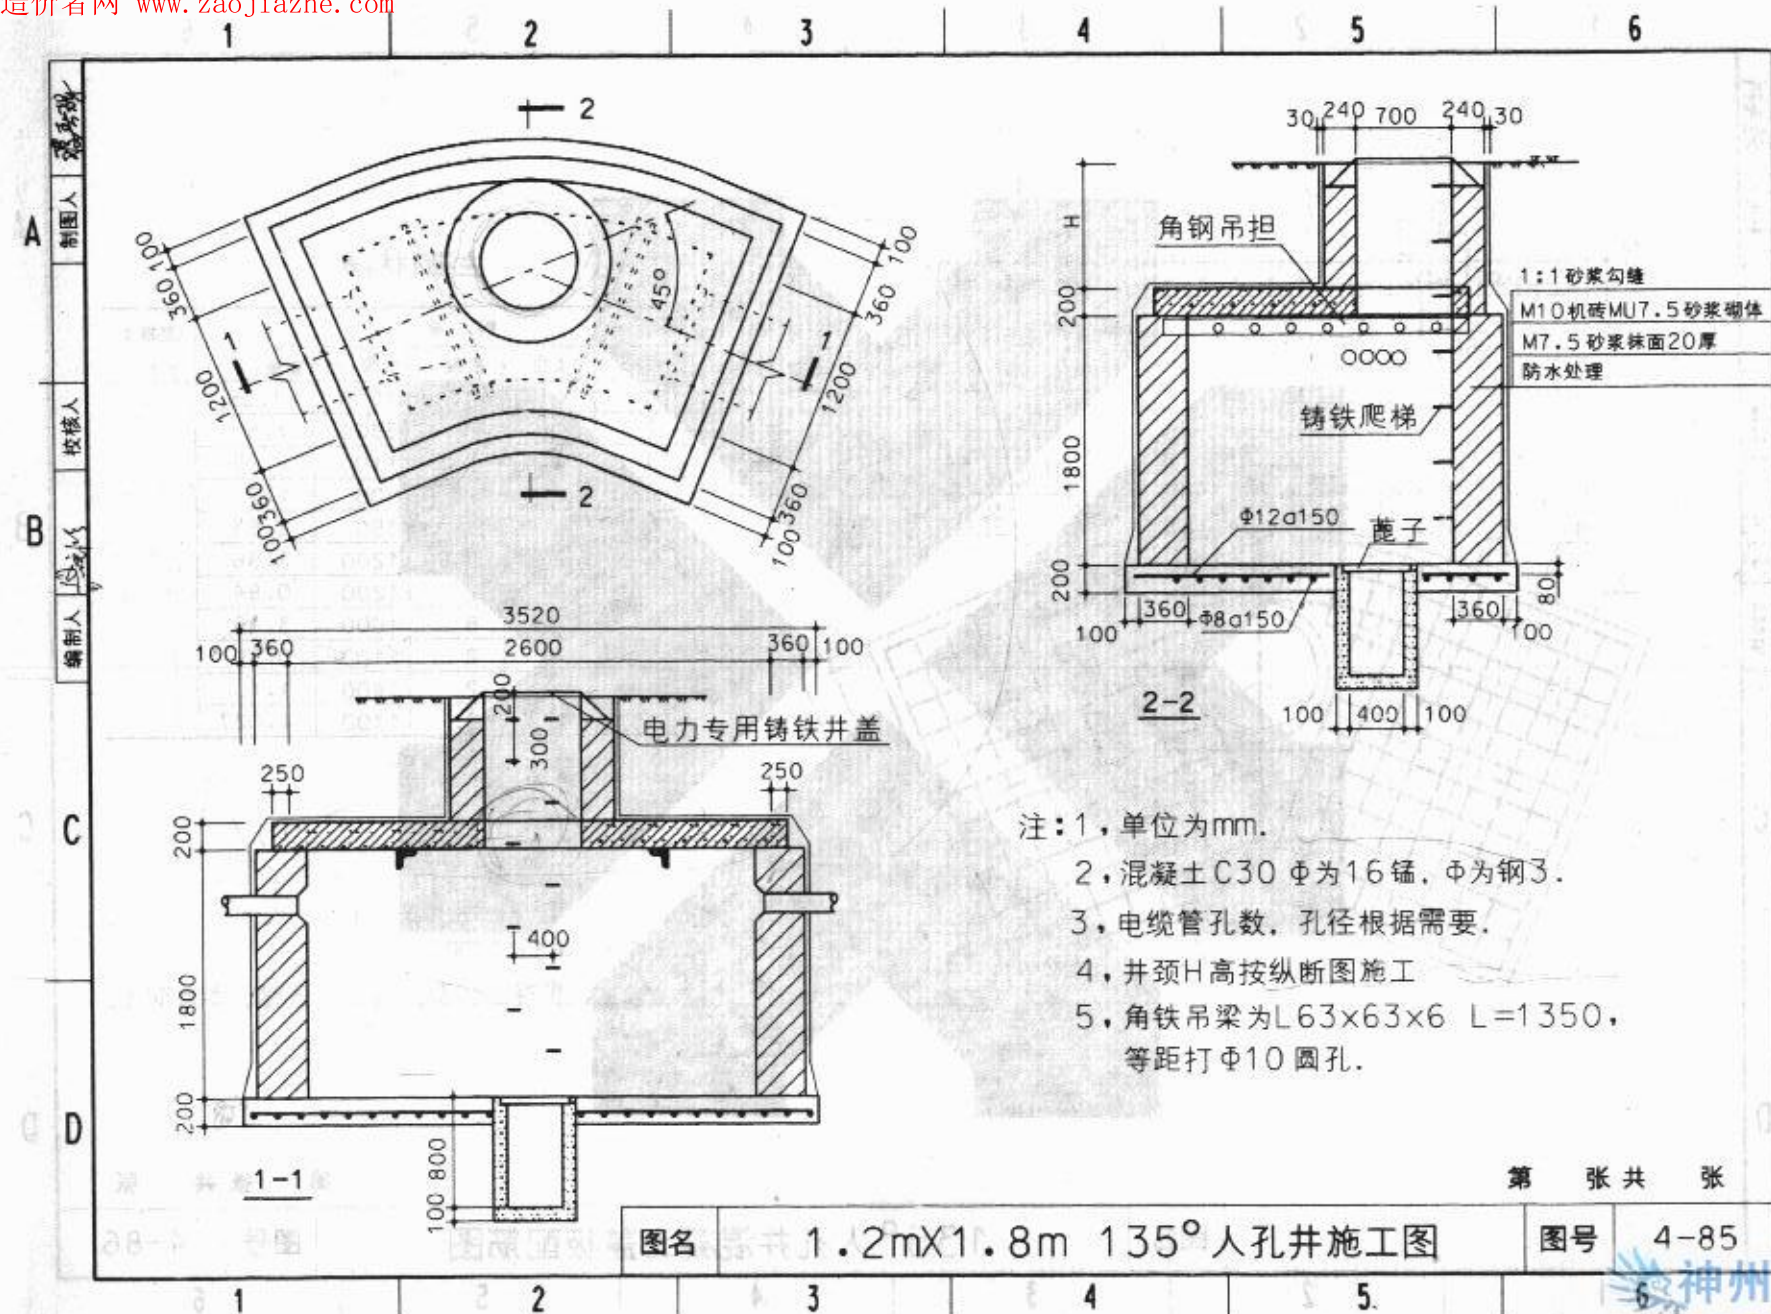 造价者网 www.zaojiazhe.com
1 2 3 4 5 6
A
B
C
D
制图人
校核人
编制人
2
2
1
1
45°
100
360
1200
360
100
100
360
1200
360
100
3520
100 360 2600 360 100
200
300
电力专用铸铁井盖
250
250
200
400
1800
200
800
100
1-1
30 240 700 240 30
H
角钢吊担
200
1:1砂浆勾缝
M10机砖MU7.5砂浆砌体
M7.5砂浆抹面20厚
防水处理
铸铁爬梯
1800
Φ12a150
蓖子
200
360
Φ8a150
360
80
100
100
2-2
100 400 100
注:1,单位为mm.
2,混凝土C30 Φ为16锰,Φ为钢3.
3,电缆管孔数,孔径根据需要.
4,井颈H高按纵断图施工
5,角铁吊梁为L63x63x6 L=1350,
等距打Φ10圆孔.
第 张共 张
图名 1.2mX1.8m 135°人孔井施工图 图号 4-85
神州
1 2 3 4 5 6